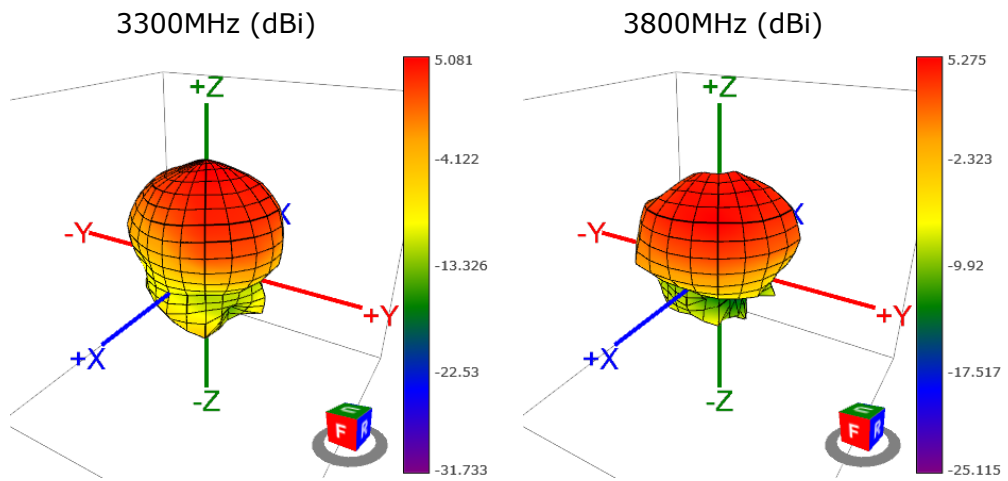 3300MHz (dBi)
5.081
-4.122
-13.326
-22.53
-31.733
+Z
X
-Y
+Y
+X
-Z
F
R
3800MHz (dBi)
5.275
-2.323
-9.92
-17.517
-25.115
+Z
X
-Y
+Y
+X
-Z
F
R